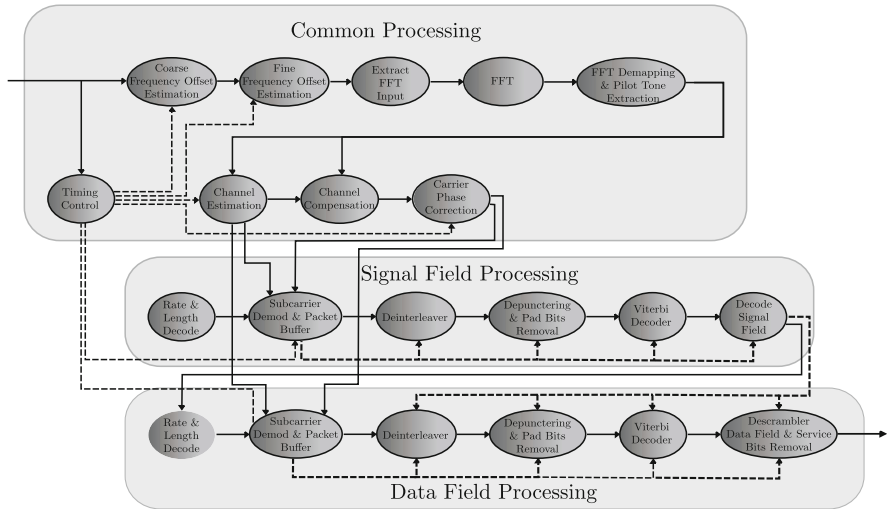 Common Processing
Coarse
Frequency Offset
Estimation
Fine
Frequency Offset
Estimation
Extract
FFT
Input
FFT
FFT Demapping
& Pilot Tone
Extraction
Timing
Control
Channel
Estimation
Channel
Compensation
Carrier
Phase
Correction
Signal Field Processing
Rate &
Length
Decode
Subcarrier
Demod & Packet
Buffer
Deinterleaver
Depunctering
& Pad Bits
Removal
Viterbi
Decoder
Decode
Signal
Field
Rate &
Length
Decode
Subcarrier
Demod & Packet
Buffer
Deinterleaver
Depunctering
& Pad Bits
Removal
Viterbi
Decoder
Descrambler
Data Field & Service
Bits Removal
Data Field Processing